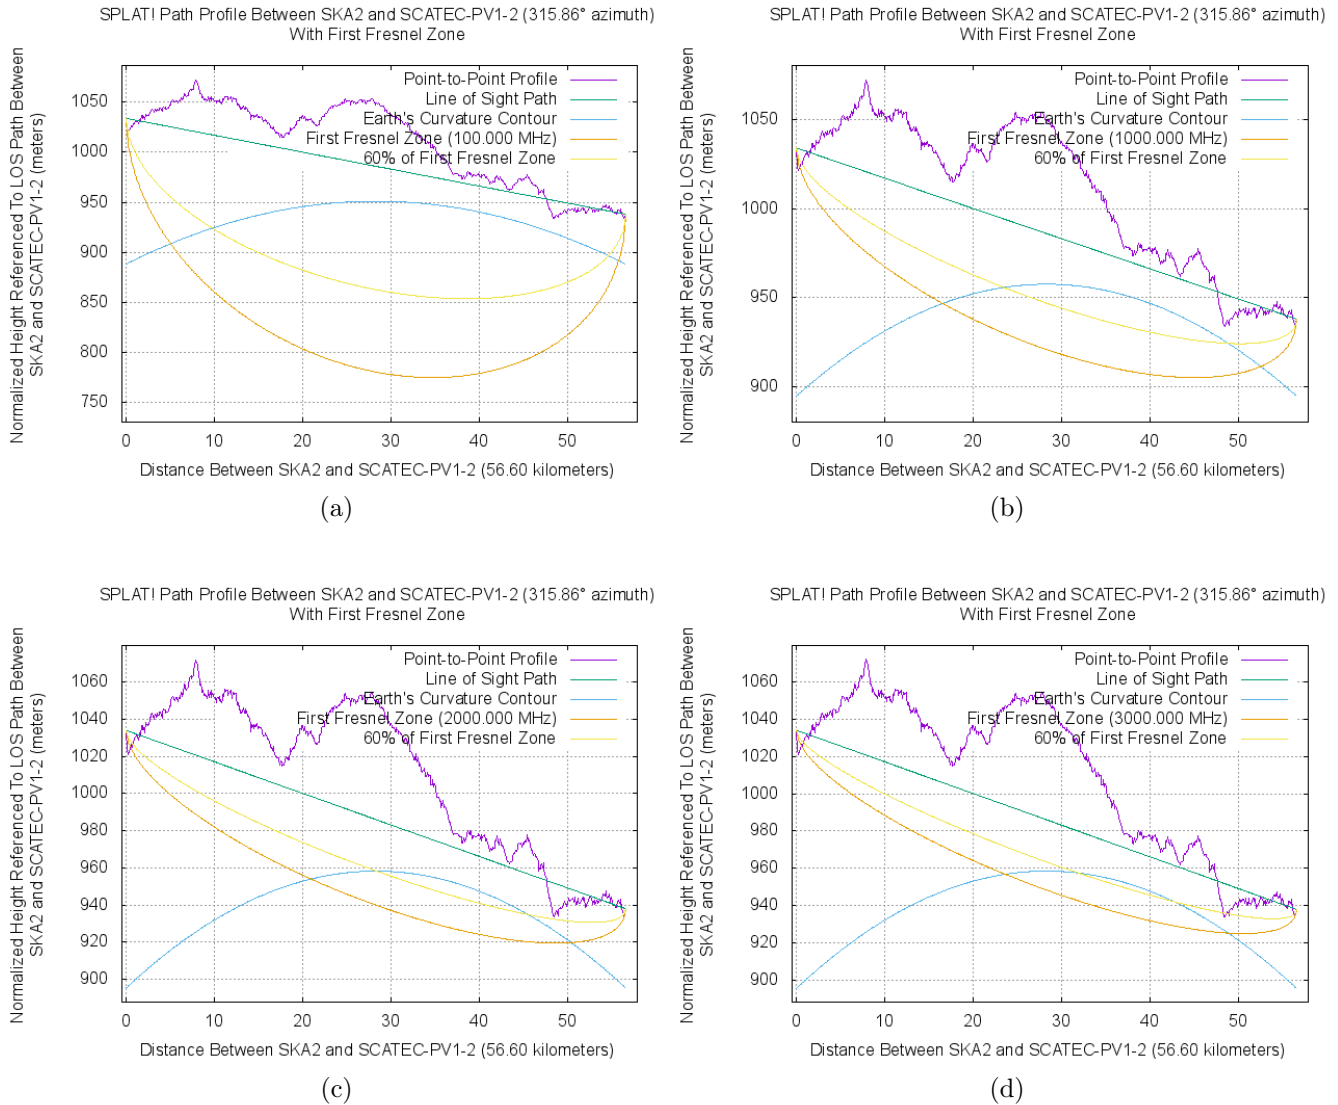 SPLAT! Path Profile Between SKA2 and SCATEC-PV1-2 (315.86° azimuth)
With First Fresnel Zone
Normalized Height Referenced To LOS Path Between
SKA2 and SCATEC-PV1-2 (meters)
Point-to-Point Profile
Line of Sight Path
Earth's Curvature Contour
First Fresnel Zone (100.000 MHz)
60% of First Fresnel Zone
1050
1000
950
900
850
800
750
0 10 20 30 40 50
Distance Between SKA2 and SCATEC-PV1-2 (56.60 kilometers)
(a)
SPLAT! Path Profile Between SKA2 and SCATEC-PV1-2 (315.86° azimuth)
With First Fresnel Zone
Normalized Height Referenced To LOS Path Between
SKA2 and SCATEC-PV1-2 (meters)
Point-to-Point Profile
Line of Sight Path
Earth's Curvature Contour
First Fresnel Zone (1000.000 MHz)
60% of First Fresnel Zone
1050
1000
950
900
0 10 20 30 40 50
Distance Between SKA2 and SCATEC-PV1-2 (56.60 kilometers)
(b)
SPLAT! Path Profile Between SKA2 and SCATEC-PV1-2 (315.86° azimuth)
With First Fresnel Zone
Normalized Height Referenced To LOS Path Between
SKA2 and SCATEC-PV1-2 (meters)
Point-to-Point Profile
Line of Sight Path
Earth's Curvature Contour
First Fresnel Zone (2000.000 MHz)
60% of First Fresnel Zone
1060
1040
1020
1000
980
960
940
920
900
0 10 20 30 40 50
Distance Between SKA2 and SCATEC-PV1-2 (56.60 kilometers)
(c)
SPLAT! Path Profile Between SKA2 and SCATEC-PV1-2 (315.86° azimuth)
With First Fresnel Zone
Normalized Height Referenced To LOS Path Between
SKA2 and SCATEC-PV1-2 (meters)
Point-to-Point Profile
Line of Sight Path
Earth's Curvature Contour
First Fresnel Zone (3000.000 MHz)
60% of First Fresnel Zone
1060
1040
1020
1000
980
960
940
920
900
0 10 20 30 40 50
Distance Between SKA2 and SCATEC-PV1-2 (56.60 kilometers)
(d)